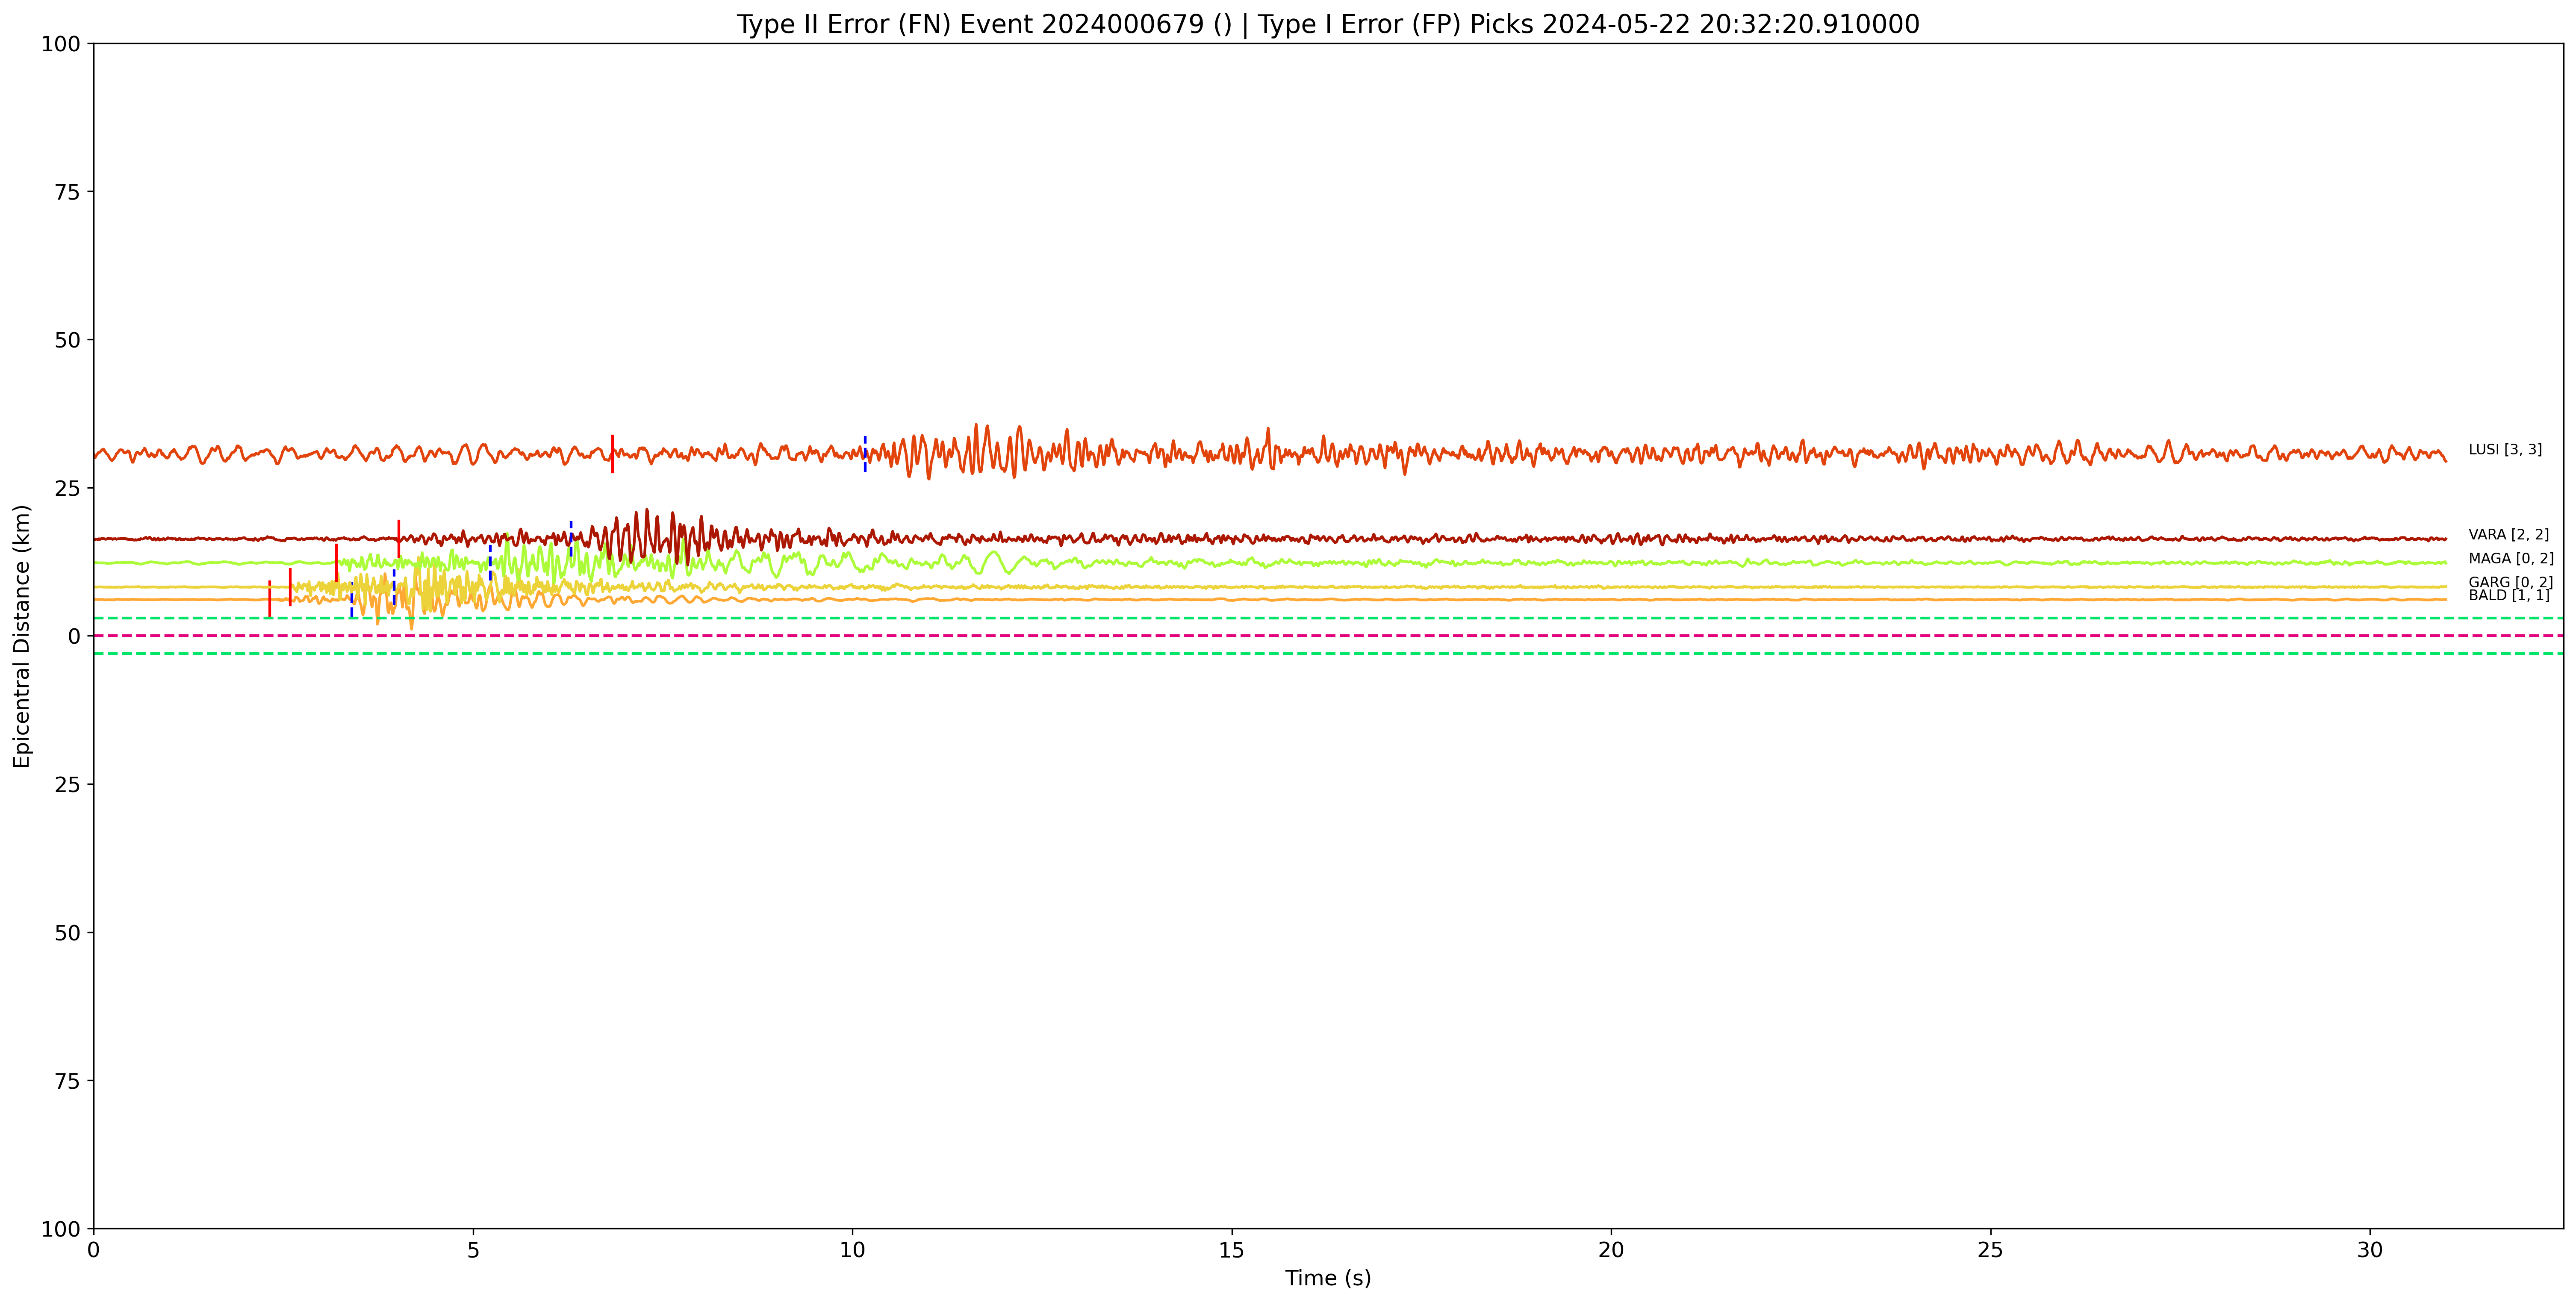 Type II Error (FN) Event 2024000679 () | Type I Error (FP) Picks 2024-05-22 20:32:20.910000
100
75
50
25
0
25
50
75
100
Epicentral Distance (km)
LUSI [3, 3]
VARA [2, 2]
MAGA [0, 2]
GARG [0, 2]
BALD [1, 1]
0
5
10
15
20
25
30
Time (s)